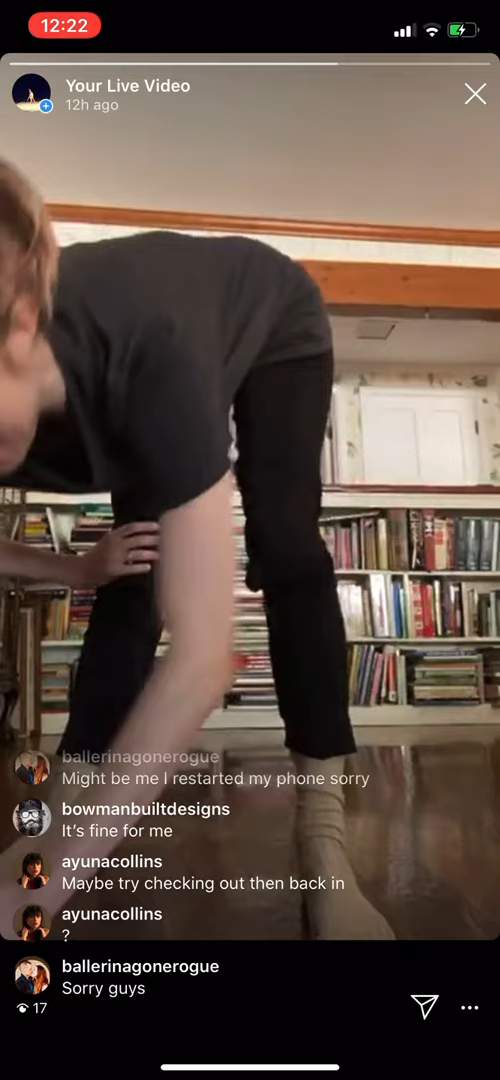 12:22
Your Live Video
12h ago
ballerinagonerogue
Might be me I restarted my phone sorry
bowmanbuiltdesigns
It's fine for me
ayunacollins
Maybe try checking out then back in
ayunacollins
?
ballerinagonerogue
Sorry guys
17